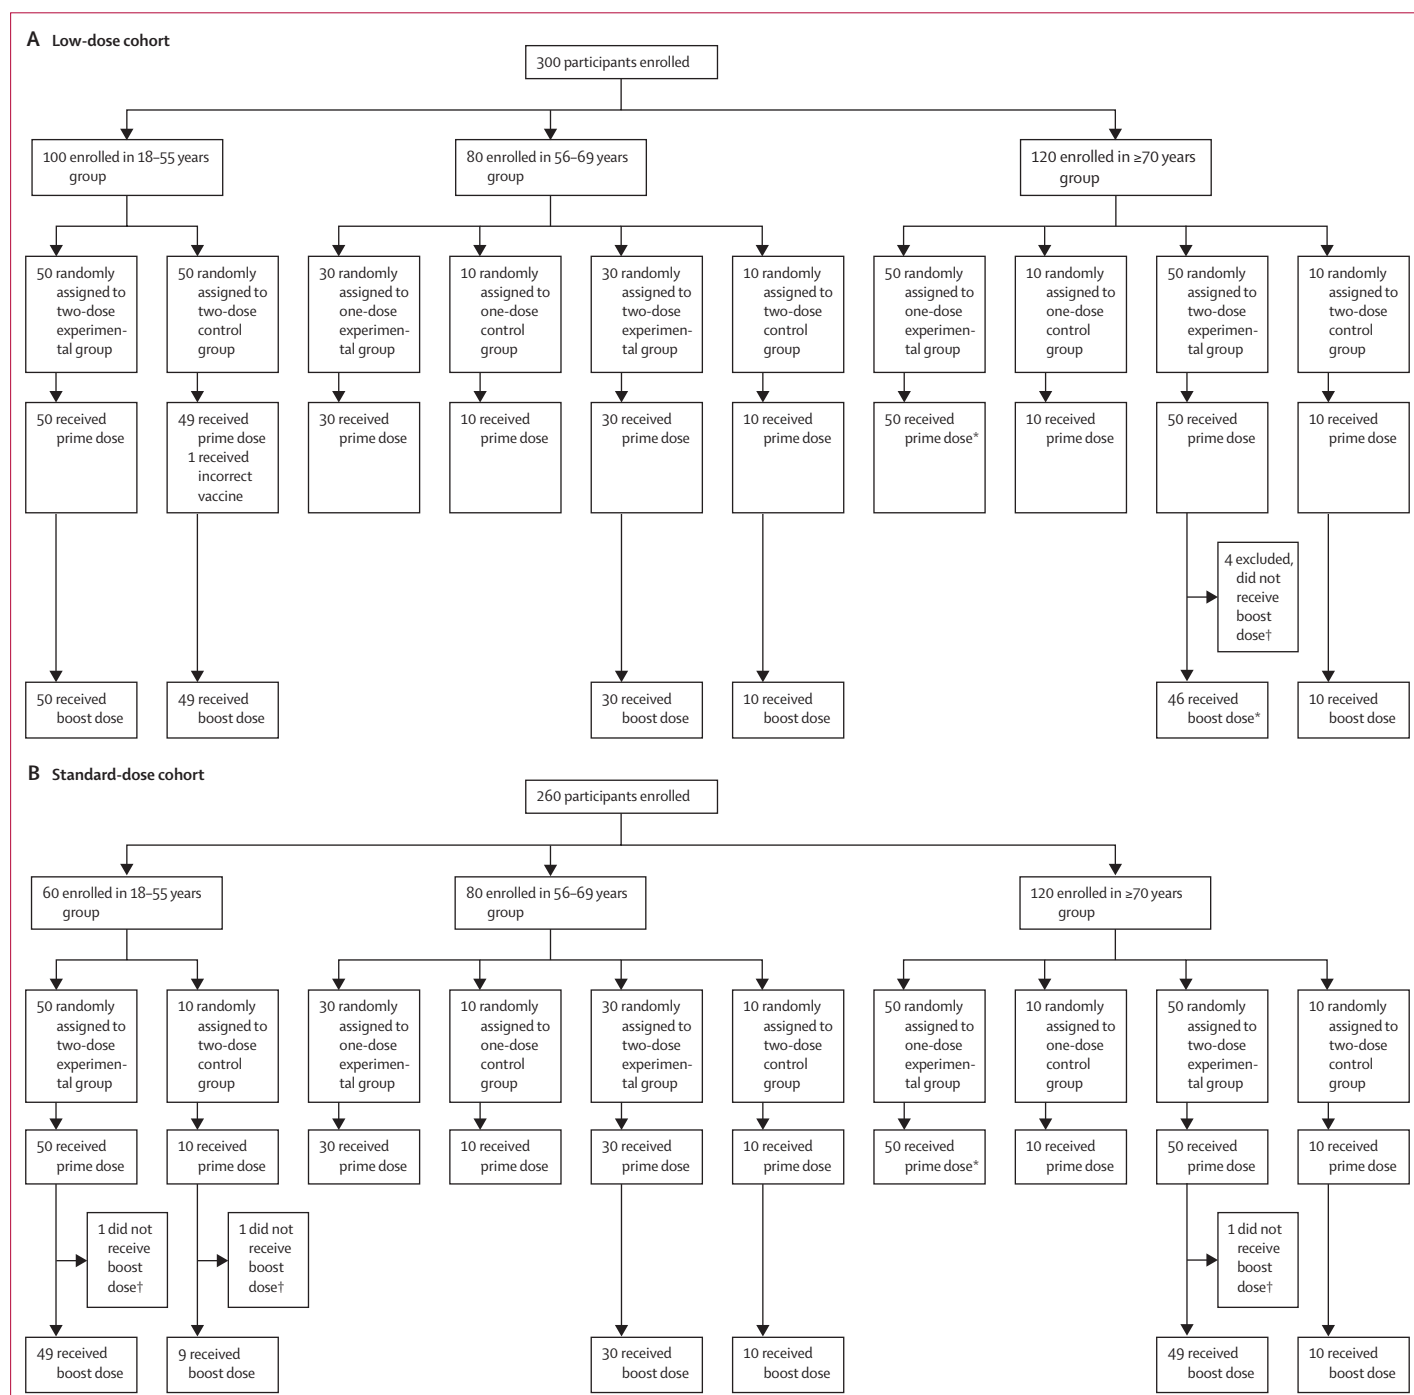 A Low-dose cohort
300 participants enrolled
100 enrolled in 18–55 years
group
80 enrolled in 56–69 years
group
120 enrolled in ≥70 years
group
50 randomly
assigned to
two-dose
experimen-
tal group
50 randomly
assigned to
two-dose
control
group
30 randomly
assigned to
one-dose
experimen-
tal group
10 randomly
assigned to
one-dose
control
group
30 randomly
assigned to
two-dose
experimen-
tal group
10 randomly
assigned to
two-dose
control
group
50 randomly
assigned to
one-dose
experimen-
tal group
10 randomly
assigned to
one-dose
control
group
50 randomly
assigned to
two-dose
experimen-
tal group
10 randomly
assigned to
two-dose
control
group
50 received
prime dose
49 received
prime dose
1 received
incorrect
vaccine
30 received
prime dose
10 received
prime dose
30 received
prime dose
10 received
prime dose
50 received
prime dose*
10 received
prime dose
50 received
prime dose
10 received
prime dose
4 excluded,
did not
receive
boost
dose†
50 received
boost dose
49 received
boost dose
30 received
boost dose
10 received
boost dose
46 received
boost dose*
10 received
boost dose
B Standard-dose cohort
260 participants enrolled
60 enrolled in 18–55 years
group
80 enrolled in 56–69 years
group
120 enrolled in ≥70 years
group
50 randomly
assigned to
two-dose
experimen-
tal group
10 randomly
assigned to
two-dose
control
group
30 randomly
assigned to
one-dose
experimen-
tal group
10 randomly
assigned to
one-dose
control
group
30 randomly
assigned to
two-dose
experimen-
tal group
10 randomly
assigned to
two-dose
control
group
50 randomly
assigned to
one-dose
experimen-
tal group
10 randomly
assigned to
one-dose
control
group
50 randomly
assigned to
two-dose
experimen-
tal group
10 randomly
assigned to
two-dose
control
group
50 received
prime dose
10 received
prime dose
30 received
prime dose
10 received
prime dose
30 received
prime dose
10 received
prime dose
50 received
prime dose*
10 received
prime dose
50 received
prime dose
10 received
prime dose
1 did not
receive
boost
dose†
1 did not
receive
boost
dose†
1 did not
receive
boost
dose†
49 received
boost dose
9 received
boost dose
30 received
boost dose
10 received
boost dose
49 received
boost dose
10 received
boost dose